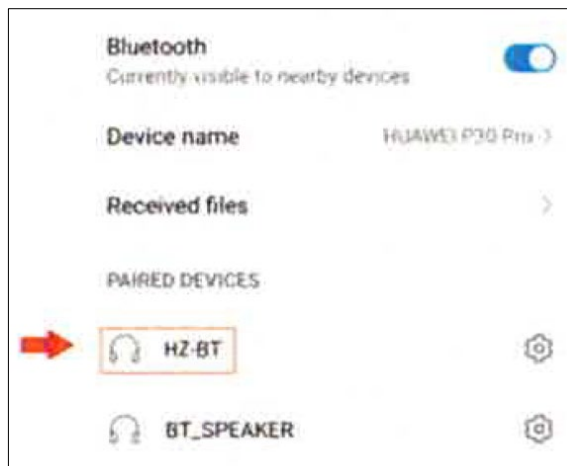 Bluetooth
Currently visible to nearby devices
Device name HUAWEI P30 Pro >
Received files >
PAIRED DEVICES
HZ-BT
BT_SPEAKER